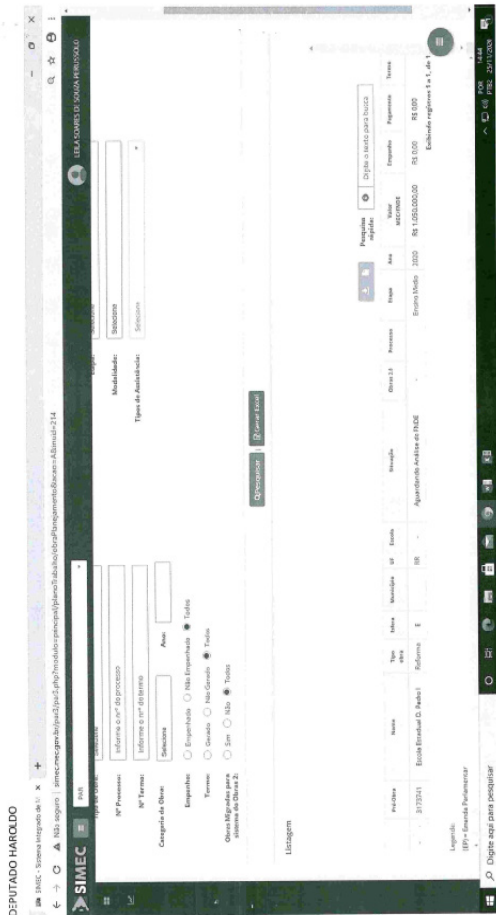 DEPUTADO HAROLDO
SIMEC - Sistema Integrado de M
Não seguro | simec.mec.gov.br/par3/par3.php?modulo=principal/planoTrabalho/obraPlanejamento&acao=A&inuid=214
SIMEC
PAR
LEILA SOARES DE SOUZA PERUSSOLO
Tipo de Obra:
Selecione
Nº Processo:
Informe o nº do processo
Modalidade:
Selecione
Nº Termo:
Informe o nº do termo
Tipos de Assistência:
Selecione
Categoria de Obra:
Selecione
Ano:
Empenho:
Empenhada
Não Empenhada
Todos
Termo:
Gerado
Não Gerado
Todos
Obras Migradas para sistema do Obras 2:
Sim
Não
Todos
Pesquisar
Gerar Excel
Listagem
Pesquisa rápida:
Digite o texto para busca
Pré-Obra Nome Tipo obra Esfera Município UF Escola Situação Obras 2.0 Processo Etapa Ano Valor MEC/FNDE Empenho Pagamento Termo
Escola Estadual D. Pedro I Reforma E - RR - Aguardando Análise do FNDE - Ensino Medio 2020 R$ 1.050.000,00 R$ 0,00 R$ 0,00
Exibindo registros 1 a 1, de 1
Legenda:
(EP) = Emenda Parlamentar
Digite aqui para pesquisar
POR
PTB2
14:44
25/11/2020